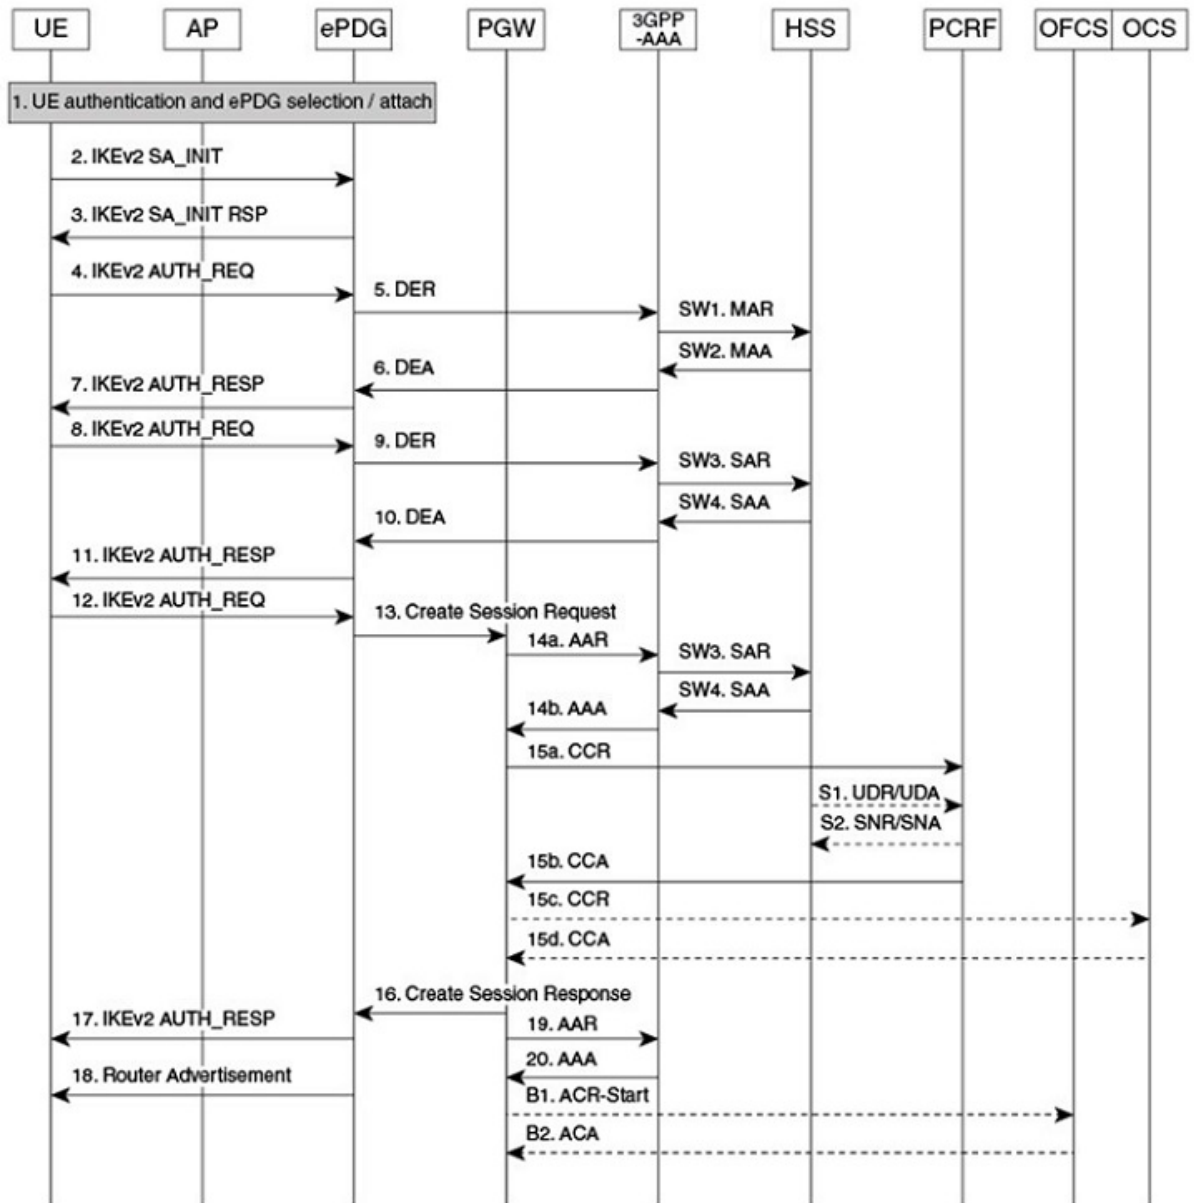 UE
AP
ePDG
PGW
3GPP
-AAA
HSS
PCRF
OFCS
OCS
1. UE authentication and ePDG selection / attach
2. IKEv2 SA_INIT
3. IKEv2 SA_INIT RSP
4. IKEv2 AUTH_REQ
5. DER
SW1. MAR
SW2. MAA
6. DEA
7. IKEv2 AUTH_RESP
8. IKEv2 AUTH_REQ
9. DER
SW3. SAR
SW4. SAA
10. DEA
11. IKEv2 AUTH_RESP
12. IKEv2 AUTH_REQ
13. Create Session Request
14a. AAR
SW3. SAR
SW4. SAA
14b. AAA
15a. CCR
S1. UDR/UDA
S2. SNR/SNA
15b. CCA
15c. CCR
15d. CCA
16. Create Session Response
17. IKEv2 AUTH_RESP
19. AAR
20. AAA
18. Router Advertisement
B1. ACR-Start
B2. ACA